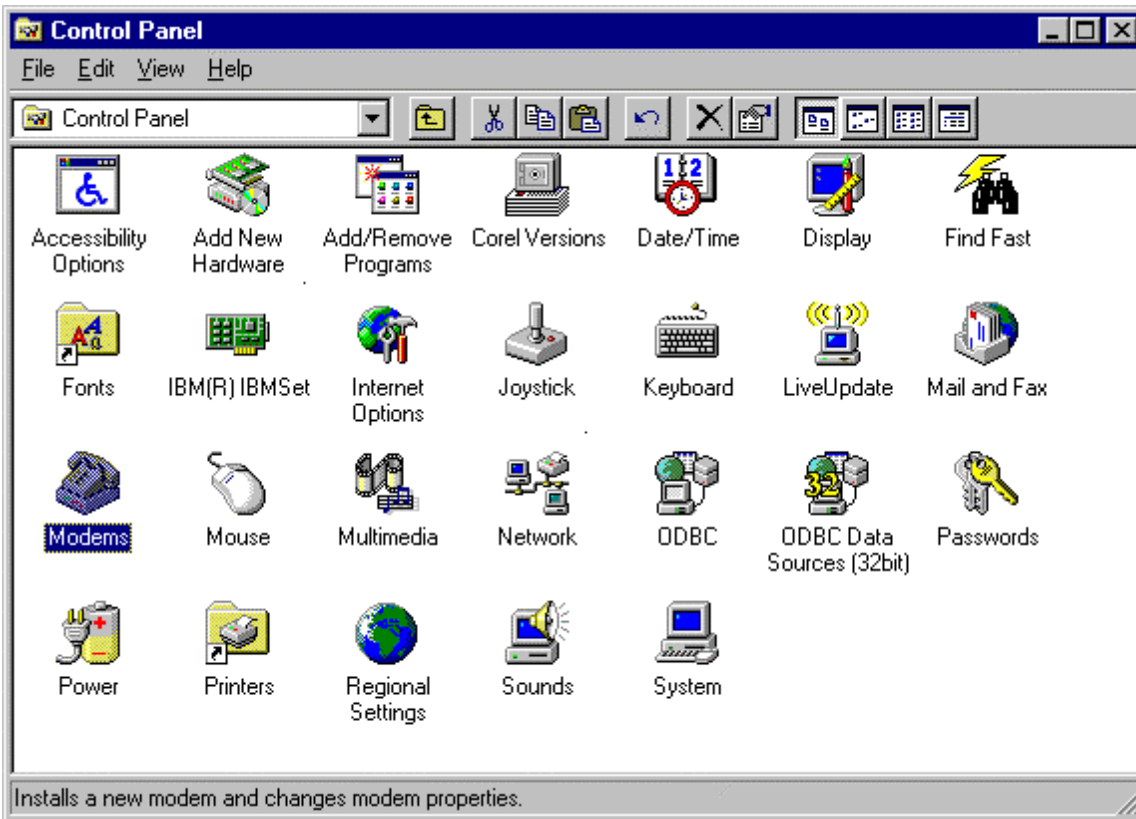 Control Panel
File Edit View Help
Control Panel
Accessibility Options
Add New Hardware
Add/Remove Programs
Corel Versions
Date/Time
Display
Find Fast
Fonts
IBM(R) IBMSet
Internet Options
Joystick
Keyboard
LiveUpdate
Mail and Fax
Modems
Mouse
Multimedia
Network
ODBC
32
ODBC Data Sources (32bit)
Passwords
Power
Printers
Regional Settings
Sounds
System
Installs a new modem and changes modem properties.